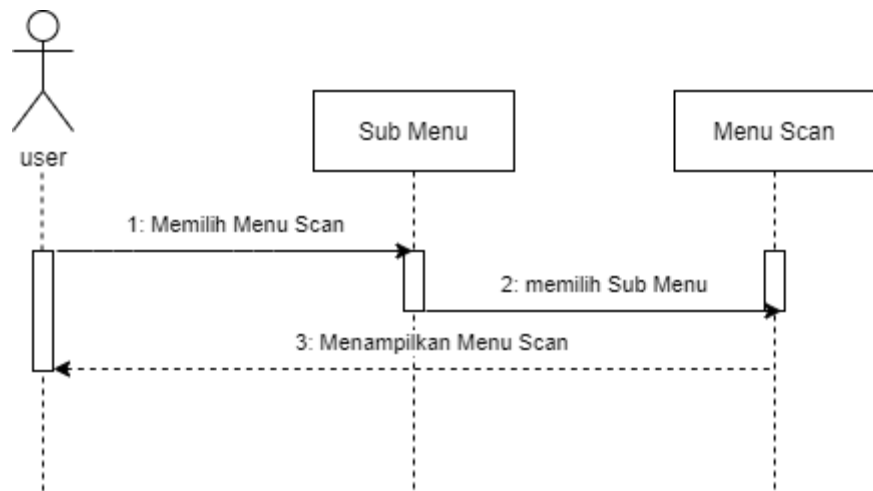 user
Sub Menu
Menu Scan
1: Memilih Menu Scan
2: memilih Sub Menu
3: Menampilkan Menu Scan